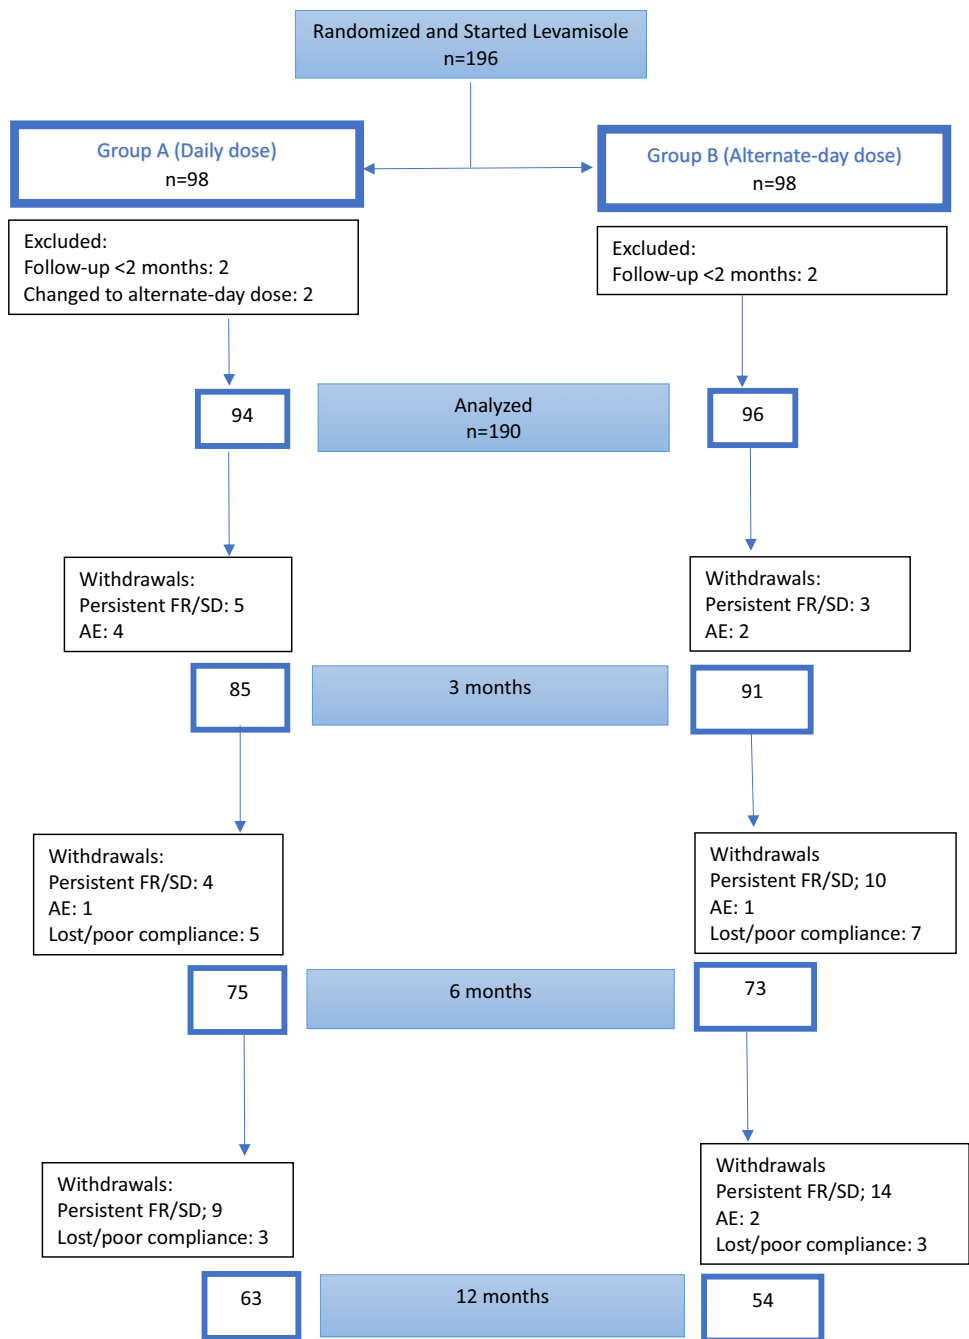 Randomized and Started Levamisole
n=196
Group A (Daily dose)
n=98
Group B (Alternate-day dose)
n=98
Excluded:
Follow-up <2 months: 2
Changed to alternate-day dose: 2
Excluded:
Follow-up <2 months: 2
94
Analyzed
n=190
96
Withdrawals:
Persistent FR/SD: 5
AE: 4
Withdrawals:
Persistent FR/SD: 3
AE: 2
85
3 months
91
Withdrawals:
Persistent FR/SD: 4
AE: 1
Lost/poor compliance: 5
Withdrawals
Persistent FR/SD; 10
AE: 1
Lost/poor compliance: 7
75
6 months
73
Withdrawals:
Persistent FR/SD; 9
Lost/poor compliance: 3
Withdrawals
Persistent FR/SD; 14
AE: 2
Lost/poor compliance: 3
63
12 months
54